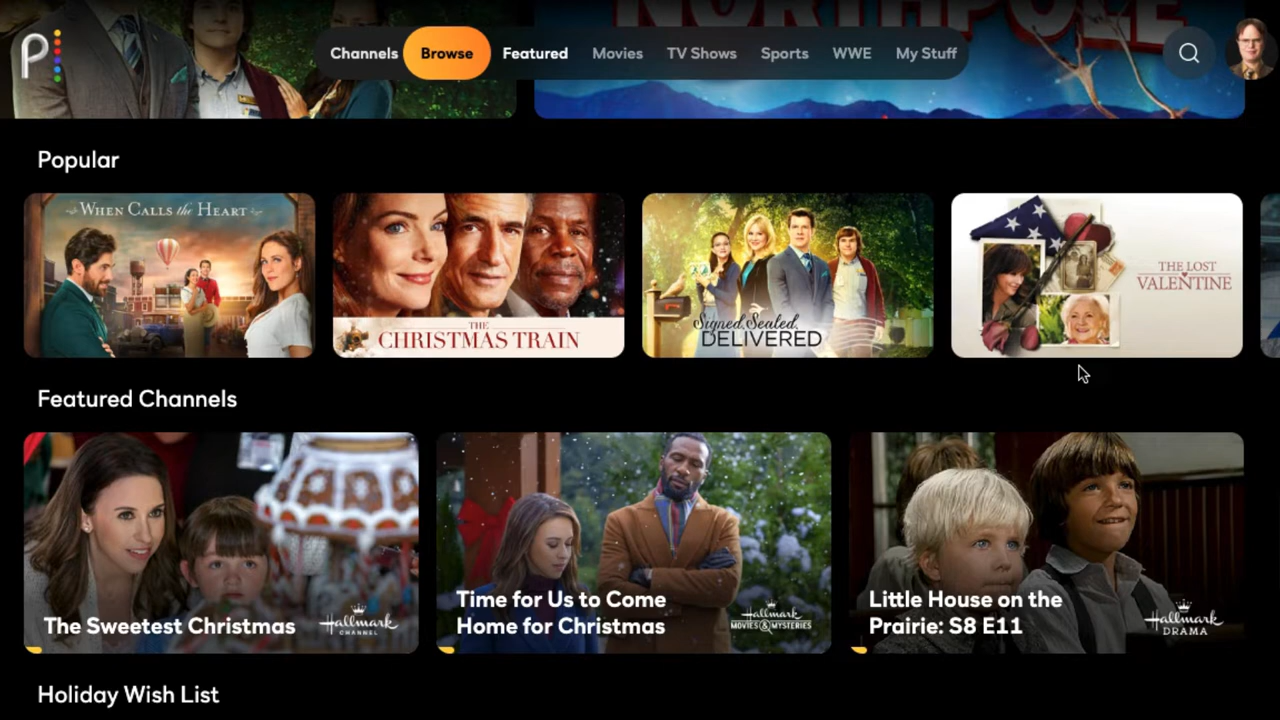 NORTHPOLE
P
Channels Browse Featured Movies TV Shows Sports WWE My Stuff
Popular
WHEN CALLS the HEART
THE
CHRISTMAS TRAIN
Signed, Sealed,
DELIVERED
THE LOST
VALENTINE
Featured Channels
The Sweetest Christmas
Hallmark
CHANNEL
Time for Us to Come
Home for Christmas
Hallmark
MOVIES & MYSTERIES
Little House on the
Prairie: S8 E11
Hallmark
DRAMA
Holiday Wish List